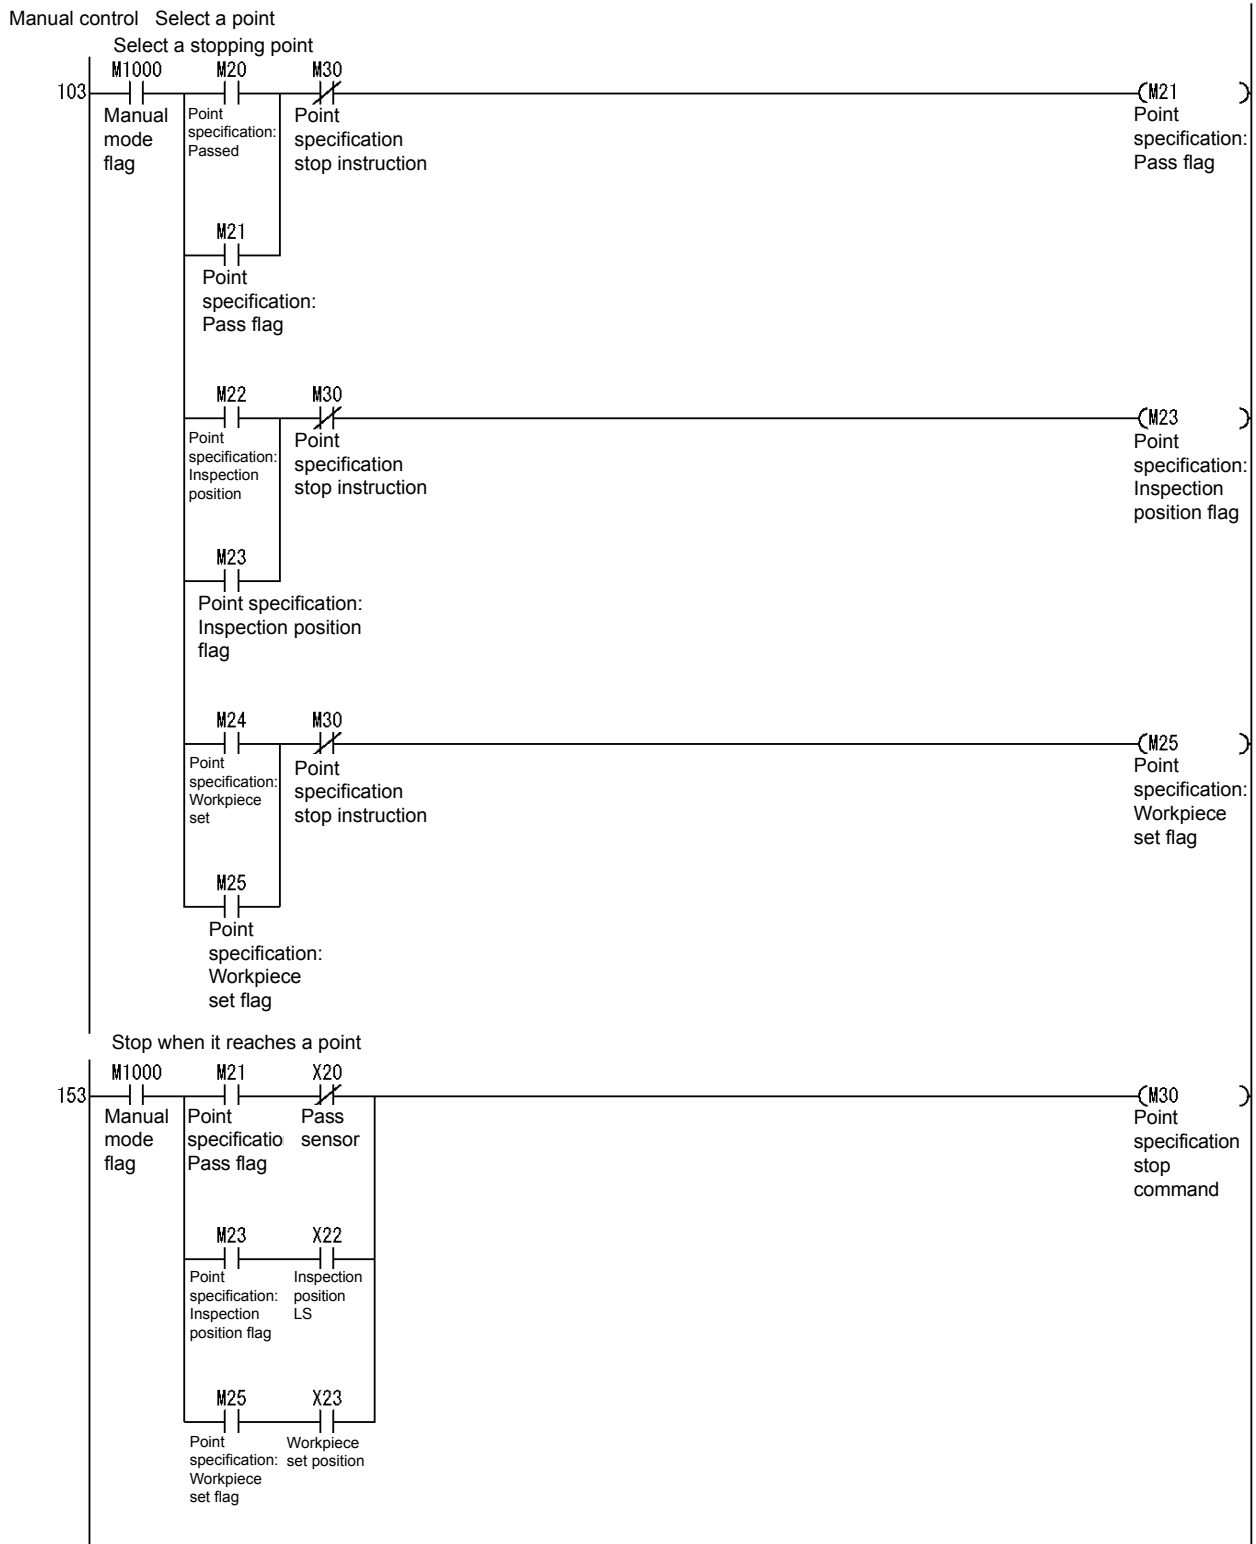 Manual control Select a point
Select a stopping point
M1000 M20 M30
103
(M21 )
Manual
mode
flag
Point
specification:
Passed
Point
specification
stop instruction
Point
specification:
Pass flag
M21
Point
specification:
Pass flag
M22 M30
(M23 )
Point
specification:
Inspection
position
Point
specification
stop instruction
Point
specification:
Inspection
position flag
M23
Point specification:
Inspection position
flag
M24 M30
(M25 )
Point
specification:
Workpiece
set
Point
specification
stop instruction
Point
specification:
Workpiece
set flag
M25
Point
specification:
Workpiece
set flag
Stop when it reaches a point
M1000 M21 X20
153
(M30 )
Manual
mode
flag
Point
specificatio
Pass flag
Pass
sensor
Point
specification
stop
command
M23 X22
Point
specification:
Inspection
position flag
Inspection
position
LS
M25 X23
Point
specification:
Workpiece
set flag
Workpiece
set position